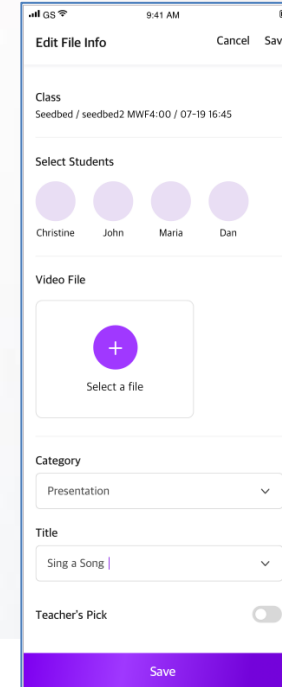 GS 9:41 AM
Edit File Info Cancel Sav
Class
Seedbed / seedbed2 MWF4:00 / 07-19 16:45
Select Students
Christine John Maria Dan
Video File
+
Select a file
Category
Presentation
Title
Sing a Song
Teacher's Pick
Save